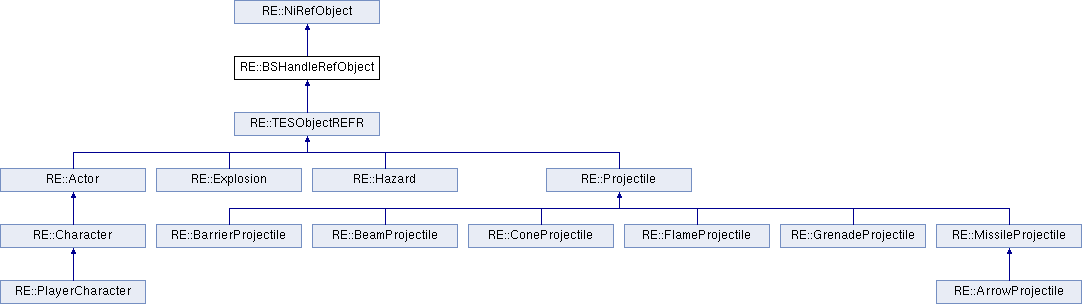 RE::NiRefObject
RE::BSHandleRefObject
RE::TESObjectREFR
RE::Actor
RE::Explosion
RE::Hazard
RE::Projectile
RE::Character
RE::BarrierProjectile
RE::BeamProjectile
RE::ConeProjectile
RE::FlameProjectile
RE::GrenadeProjectile
RE::MissileProjectile
RE::PlayerCharacter
RE::ArrowProjectile